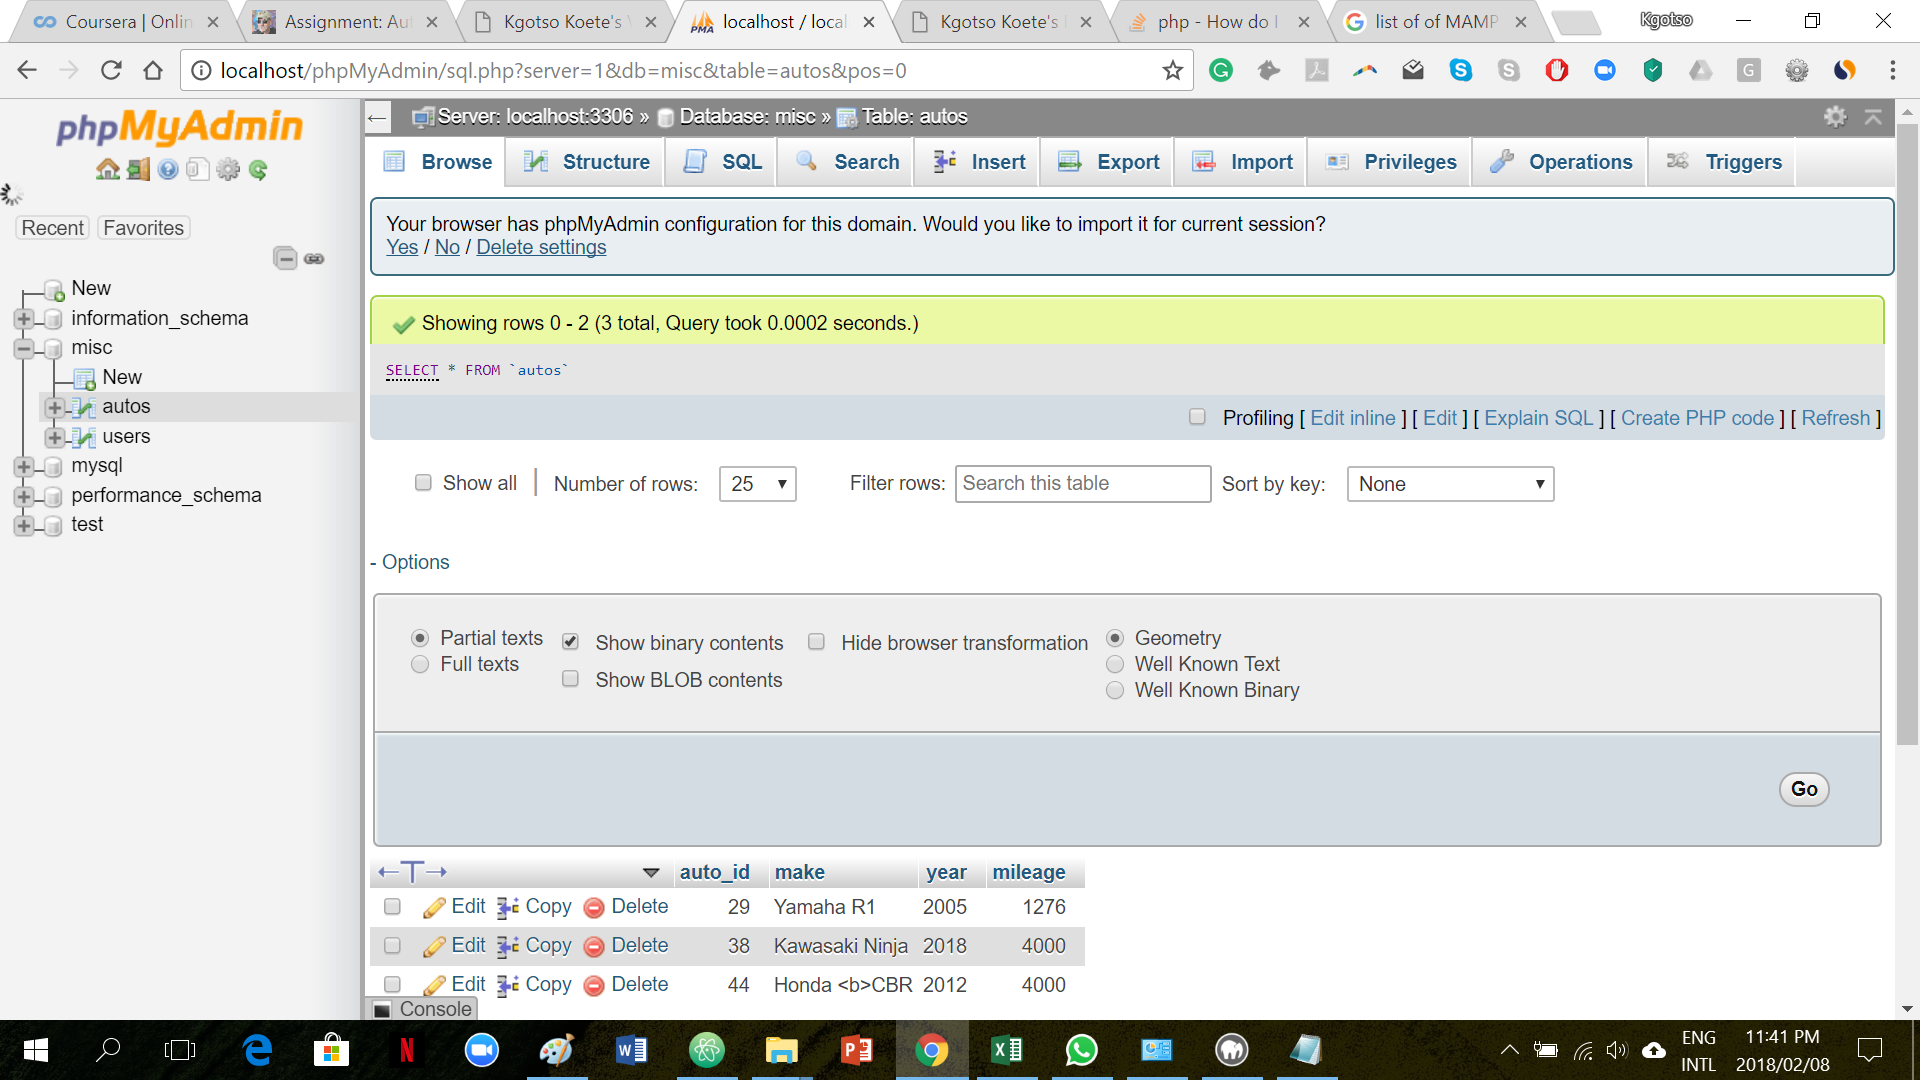 Coursera | Onlin
Assignment: Au
Kgotso Koete's
localhost / local
Kgotso Koete's
php - How do I
list of of MAMP
Kgotso
localhost/phpMyAdmin/sql.php?server=1&db=misc&table=autos&pos=0
phpMyAdmin
Recent
Favorites
New
information_schema
misc
New
autos
users
mysql
performance_schema
test
Server: localhost:3306 » Database: misc » Table: autos
Browse
Structure
SQL
Search
Insert
Export
Import
Privileges
Operations
Triggers
Your browser has phpMyAdmin configuration for this domain. Would you like to import it for current session?
Yes / No / Delete settings
Showing rows 0 - 2 (3 total, Query took 0.0002 seconds.)
SELECT * FROM `autos`
Profiling [ Edit inline ] [ Edit ] [ Explain SQL ] [ Create PHP code ] [ Refresh ]
Show all
Number of rows: 25
Filter rows: Search this table
Sort by key: None
- Options
Partial texts
Full texts
Show binary contents
Show BLOB contents
Hide browser transformation
Geometry
Well Known Text
Well Known Binary
Go
auto_id make year mileage
Edit Copy Delete 29 Yamaha R1 2005 1276
Edit Copy Delete 38 Kawasaki Ninja 2018 4000
Edit Copy Delete 44 Honda <b>CBR 2012 4000
Console
ENG
INTL
11:41 PM
2018/02/08